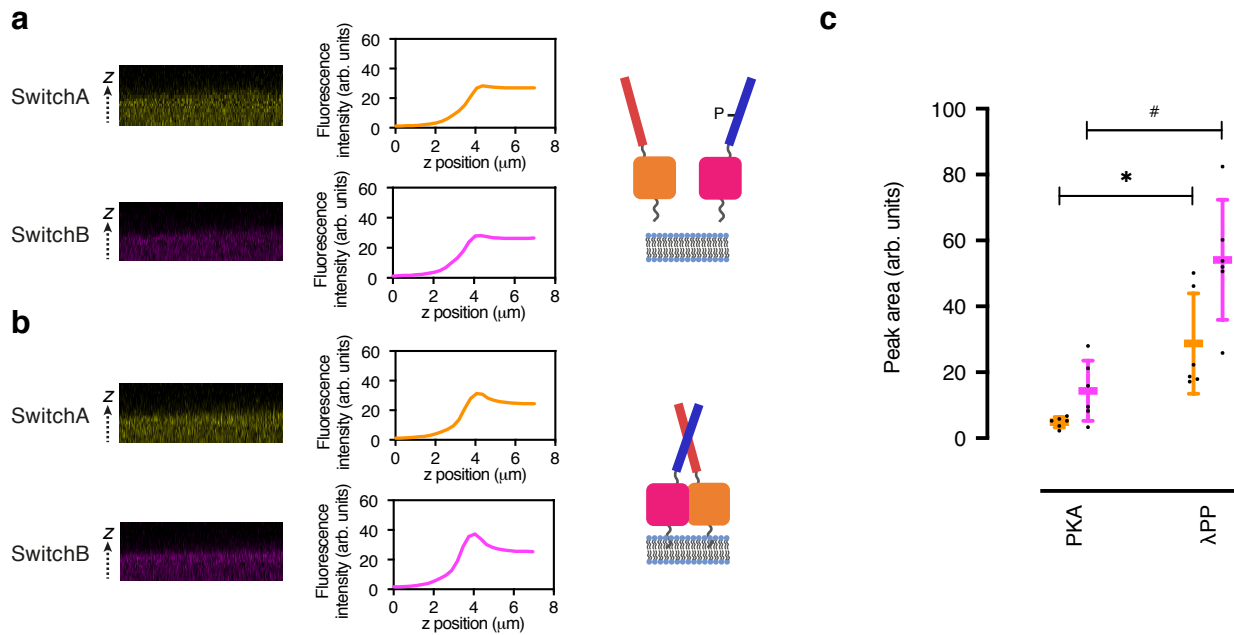 a
SwitchA
z
Fluorescence
intensity (arb. units)
60
40
20
0
0 2 4 6 8
z position (μm)
P
SwitchB
z
Fluorescence
intensity (arb. units)
60
40
20
0
0 2 4 6 8
z position (μm)
b
SwitchA
z
Fluorescence
intensity (arb. units)
60
40
20
0
0 2 4 6 8
z position (μm)
SwitchB
z
Fluorescence
intensity (arb. units)
60
40
20
0
0 2 4 6 8
z position (μm)
c
Peak area (arb. units)
100
80
60
40
20
0
#
*
PKA
λPP